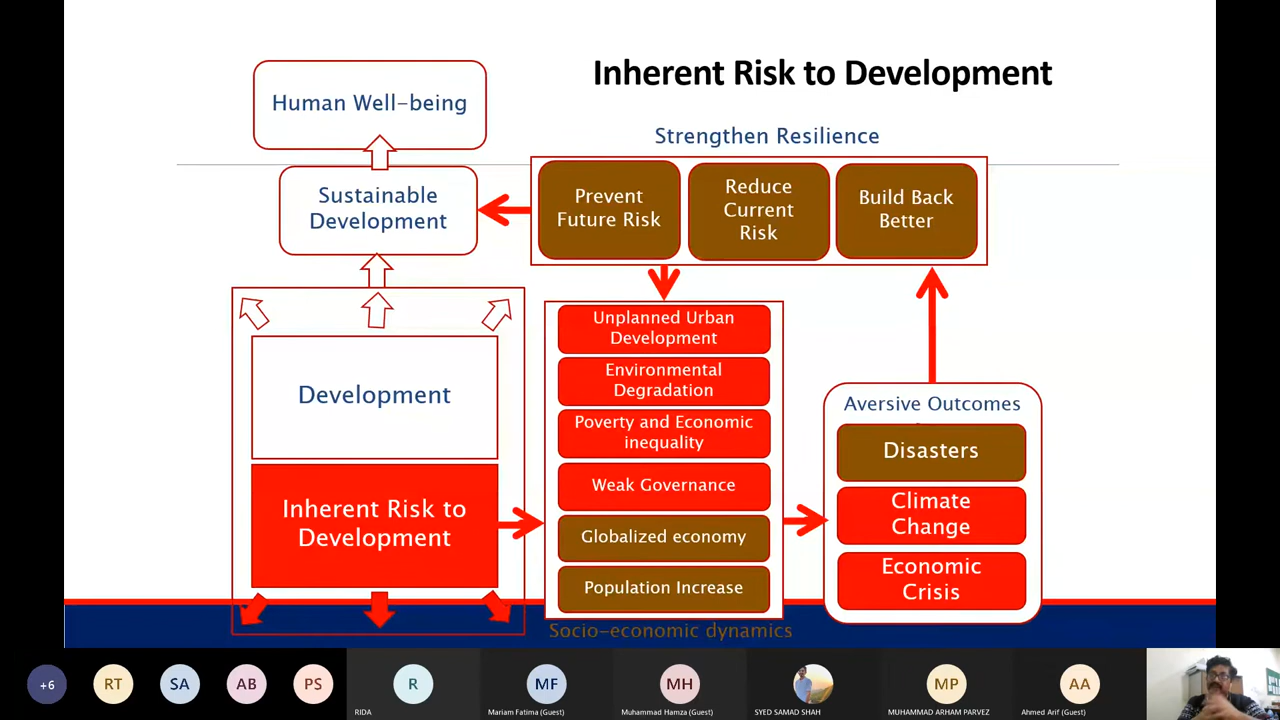 Inherent Risk to Development
Human Well-being
Strengthen Resilience
Sustainable
Development
Prevent
Future Risk
Reduce
Current
Risk
Build Back
Better
Development
Inherent Risk to
Development
Unplanned Urban
Development
Environmental
Degradation
Poverty and Economic
inequality
Weak Governance
Globalized economy
Population Increase
Socio-economic dynamics
Aversive Outcomes
Disasters
Climate
Change
Economic
Crisis
+6
RT
SA
AB
PS
R
RIDA
MF
Mariam Fatima (Guest)
MH
Muhammad Hamza (Guest)
SYED SAMAD SHAH
MP
MUHAMMAD ARHAM PARVEZ
AA
Ahmed Arif (Guest)